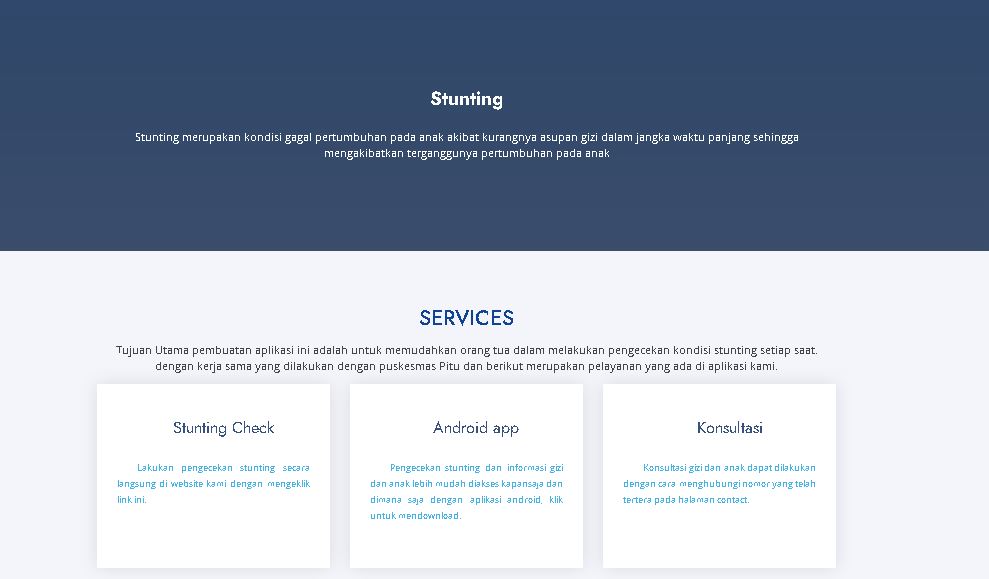 Stunting
Stunting merupakan kondisi gagal pertumbuhan pada anak akibat kurangnya asupan gizi dalam jangka waktu panjang sehingga
mengakibatkan terganggunya pertumbuhan pada anak
SERVICES
Tujuan Utama pembuatan aplikasi ini adalah untuk memudahkan orang tua dalam melakukan pengecekan kondisi stunting setiap saat.
dengan kerja sama yang dilakukan dengan puskesmas Pitu dan berikut merupakan pelayanan yang ada di aplikasi kami.
Stunting Check
Lakukan pengecekan stunting secara
langsung di website kami dengan mengeklik
link ini.
Android app
Pengecekan stunting dan informasi gizi
dan anak lebih mudah diakses kapansaja dan
dimana saja dengan aplikasi android, klik
untuk mendownload.
Konsultasi
Konsultasi gizi dan anak dapat dilakukan
dengan cara menghubungi nomor yang telah
tertera pada halaman contact.